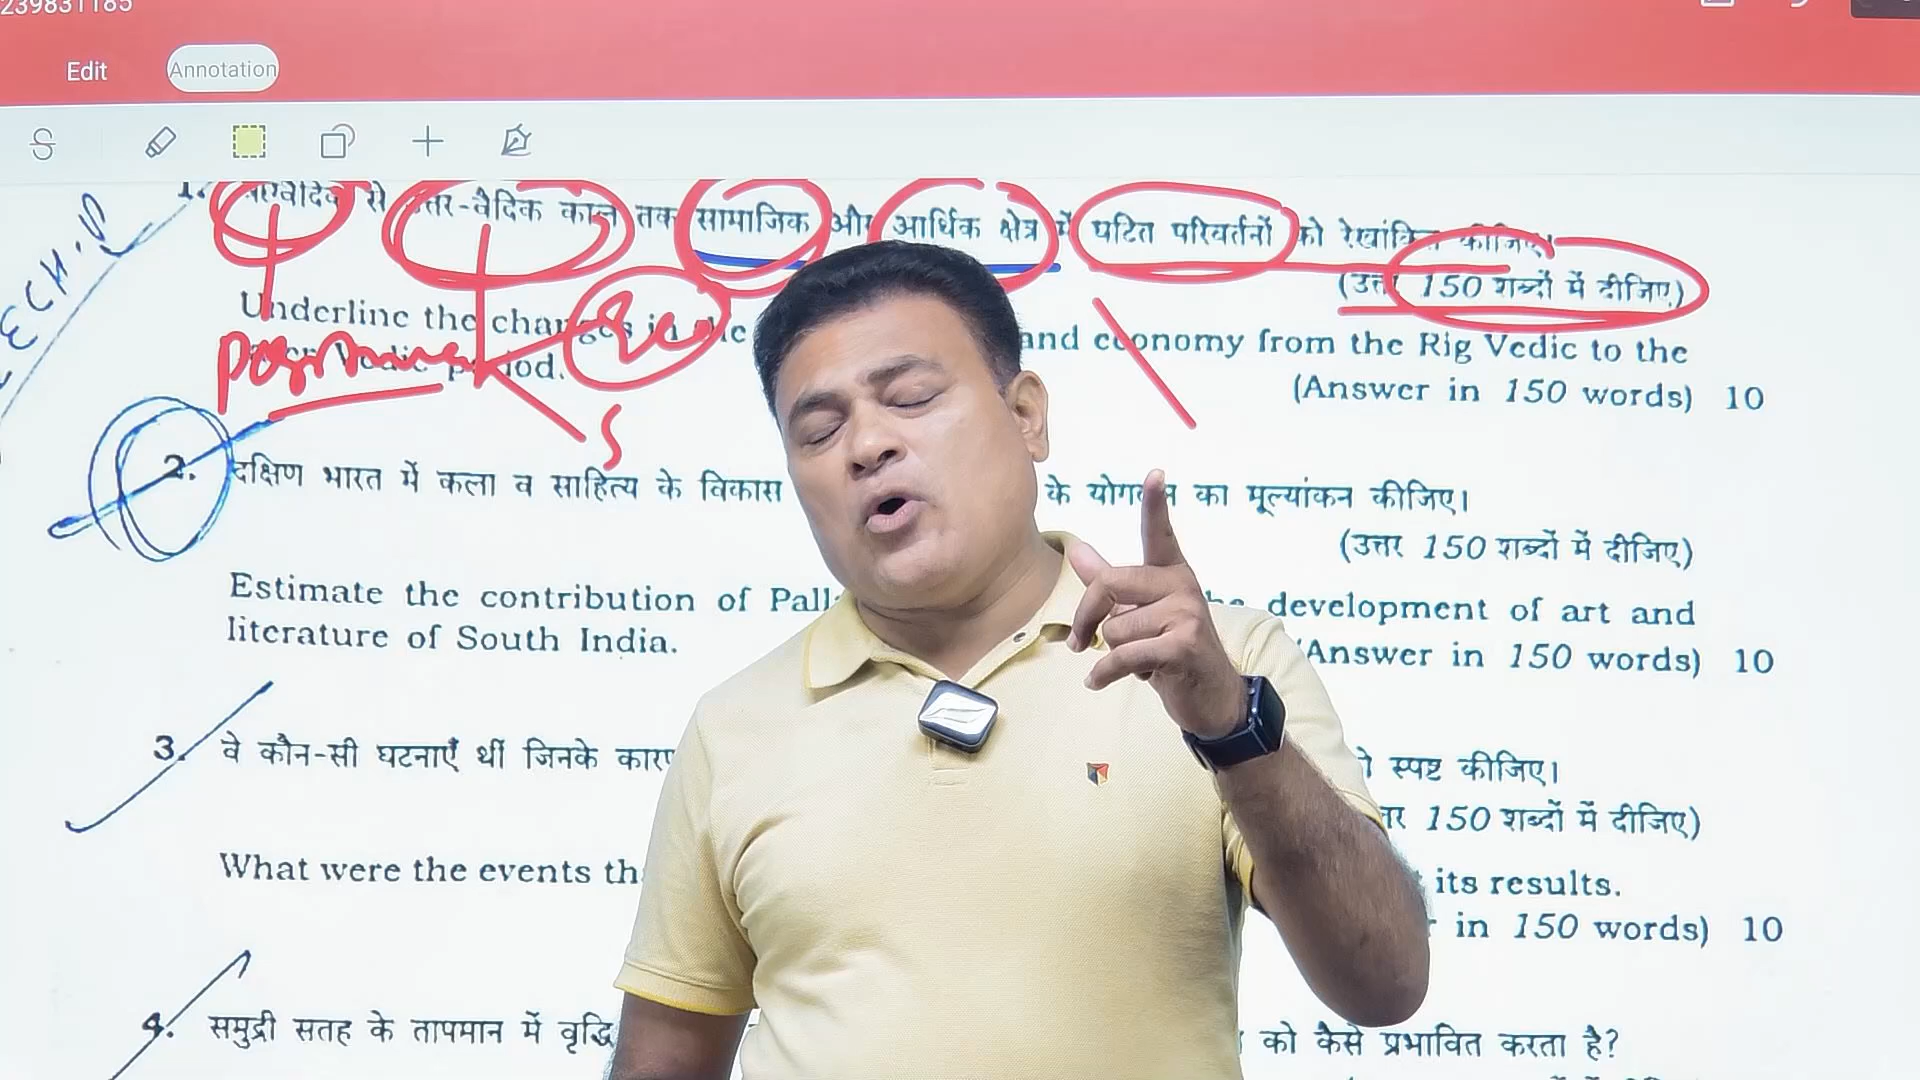 239831185
Edit Annotation
1. ऋग्वैदिक से उत्तर-वैदिक काल तक सामाजिक और आर्थिक क्षेत्र में घटित परिवर्तनों को रेखांकित कीजिए।
(उत्तर 150 शब्दों में दीजिए)
Underline the changes in the and economy from the Rig Vedic to the
period.
(Answer in 150 words) 10
2. दक्षिण भारत में कला व साहित्य के विकास के योगदान का मूल्यांकन कीजिए।
(उत्तर 150 शब्दों में दीजिए)
Estimate the contribution of development of art and
literature of South India.
(Answer in 150 words) 10
3. वे कौन-सी घटनाएँ थीं जिनके स्पष्ट कीजिए।
150 शब्दों में दीजिए)
What were the events its results.
in 150 words) 10
4. समुद्री सतह के तापमान में वृद्धि को कैसे प्रभावित करता है?